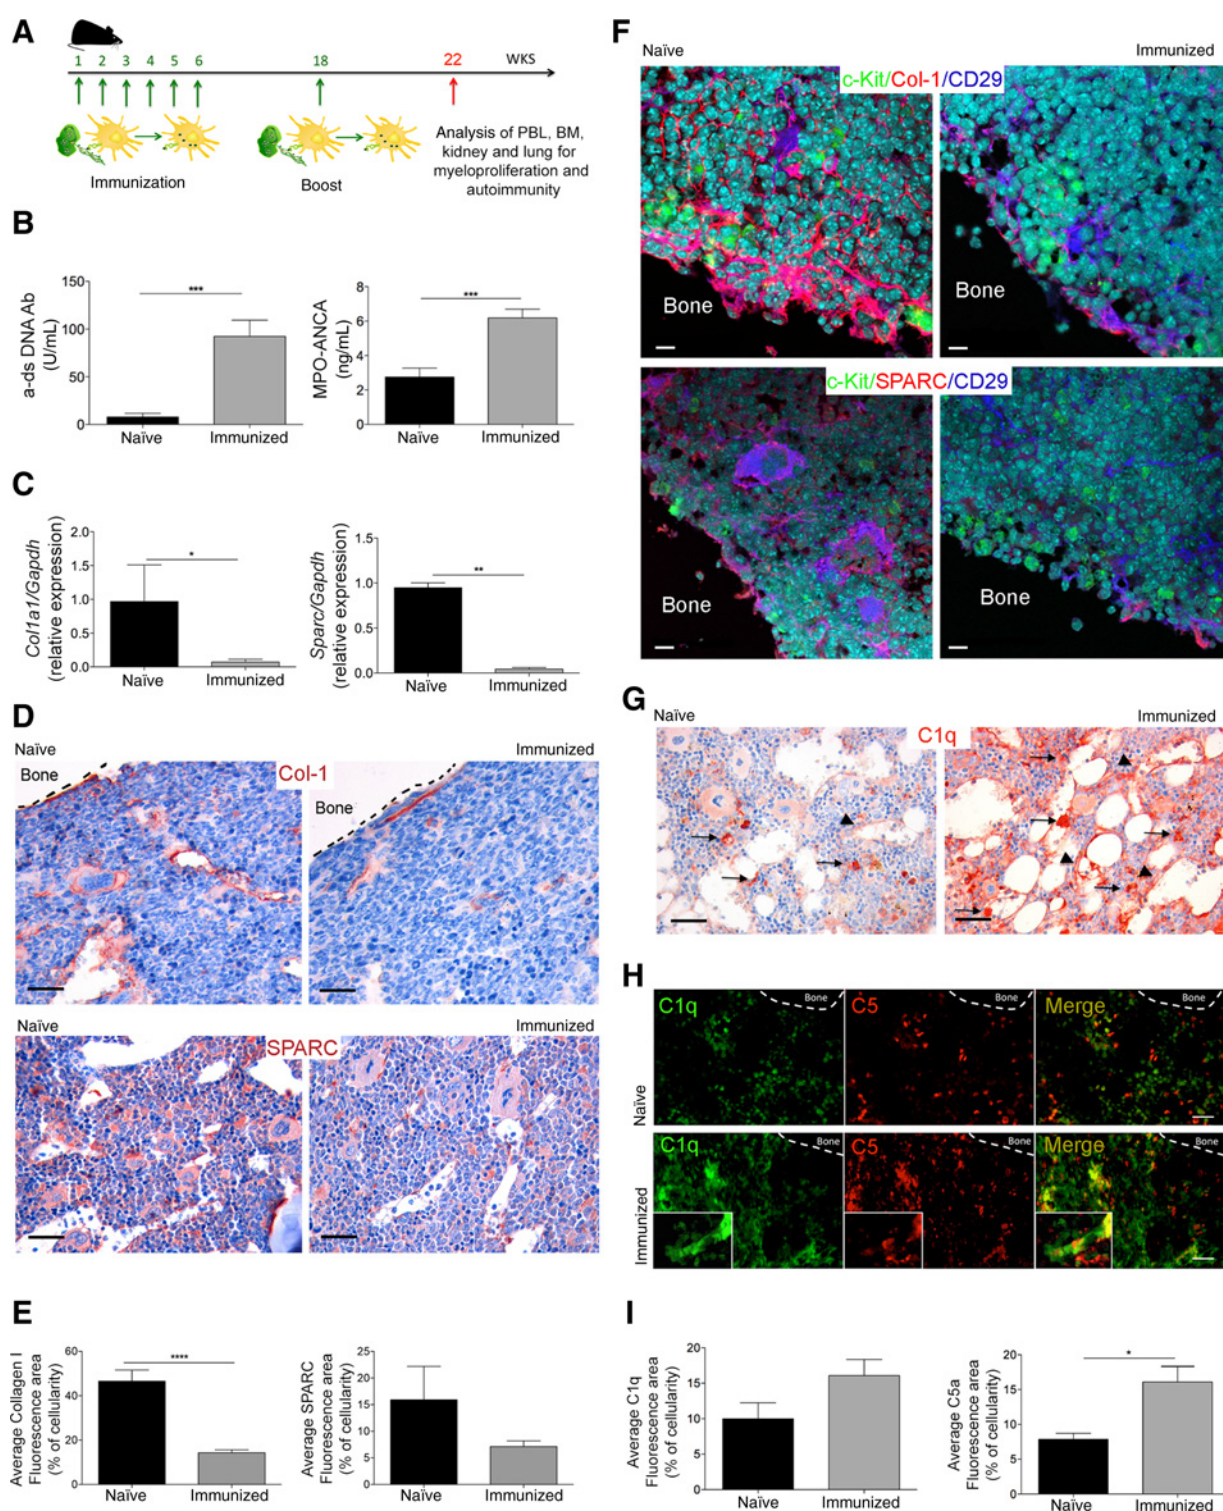 A
1 2 3 4 5 6 18 22 WKS
Immunization
Boost
Analysis of PBL, BM,
kidney and lung for
myeloproliferation and
autoimmunity
B
a-ds DNA Ab
(U/mL)
150
100
50
0
***
Naïve Immunized
MPO-ANCA
(ng/mL)
8
6
4
2
0
***
Naïve Immunized
C
Col1a1/Gapdh
(relative expression)
2.0
1.5
1.0
0.5
0.0
*
Naïve Immunized
Sparc/Gapdh
(relative expression)
1.5
1.0
0.5
0.0
**
Naïve Immunized
D
Naïve Immunized
Col-1
Bone
Bone
Naïve Immunized
SPARC
E
Average Collagen I
Fluorescence area
(% of cellularity)
60
40
20
0
****
Naïve Immunized
Average SPARC
Fluorescence area
(% of cellularity)
25
20
15
10
5
0
Naïve Immunized
F
Naïve Immunized
c-Kit/Col-1/CD29
Bone
Bone
c-Kit/SPARC/CD29
Bone
Bone
G
Naïve Immunized
C1q
H
Naïve
C1q C5 Merge
Bone Bone Bone
Immunized
C1q C5 Merge
Bone Bone Bone
I
Average C1q
Fluorescence area
(% of cellularity)
20
15
10
5
0
Naïve Immunized
Average C5a
Fluorescence area
(% of cellularity)
20
15
10
5
0
*
Naïve Immunized